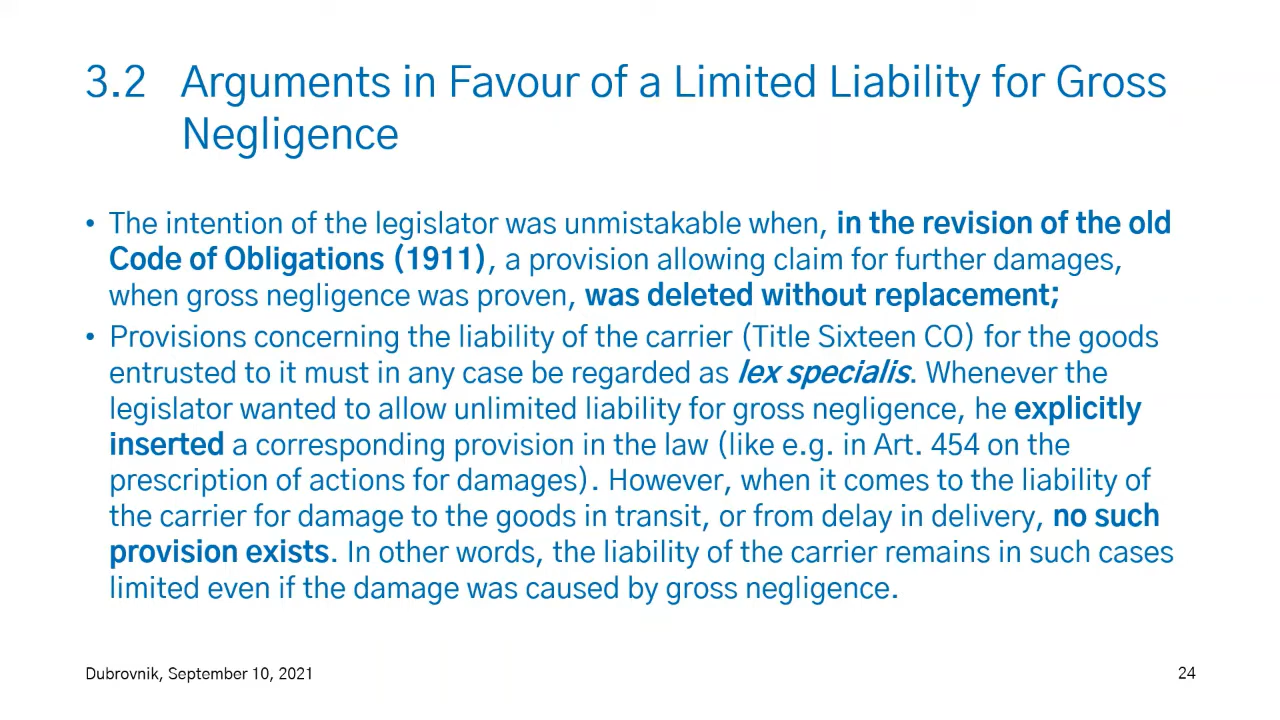 3.2 Arguments in Favour of a Limited Liability for Gross
Negligence
• The intention of the legislator was unmistakable when, in the revision of the old
Code of Obligations (1911), a provision allowing claim for further damages,
when gross negligence was proven, was deleted without replacement;
• Provisions concerning the liability of the carrier (Title Sixteen CO) for the goods
entrusted to it must in any case be regarded as lex specialis. Whenever the
legislator wanted to allow unlimited liability for gross negligence, he explicitly
inserted a corresponding provision in the law (like e.g. in Art. 454 on the
prescription of actions for damages). However, when it comes to the liability of
the carrier for damage to the goods in transit, or from delay in delivery, no such
provision exists. In other words, the liability of the carrier remains in such cases
limited even if the damage was caused by gross negligence.
Dubrovnik, September 10, 2021
24